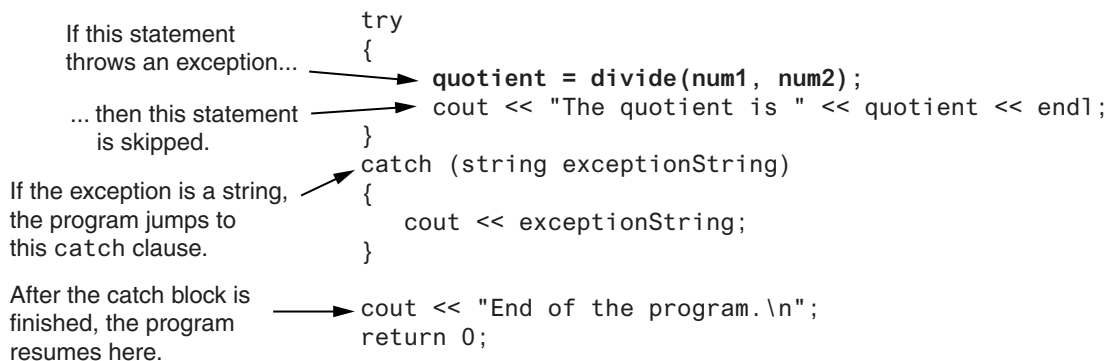 If this statement
throws an exception...
... then this statement
is skipped.
If the exception is a string,
the program jumps to
this catch clause.
After the catch block is
finished, the program
resumes here.
try
{
quotient = divide(num1, num2);
cout << "The quotient is " << quotient << endl;
}
catch (string exceptionString)
{
cout << exceptionString;
}
cout << "End of the program.\n";
return 0;